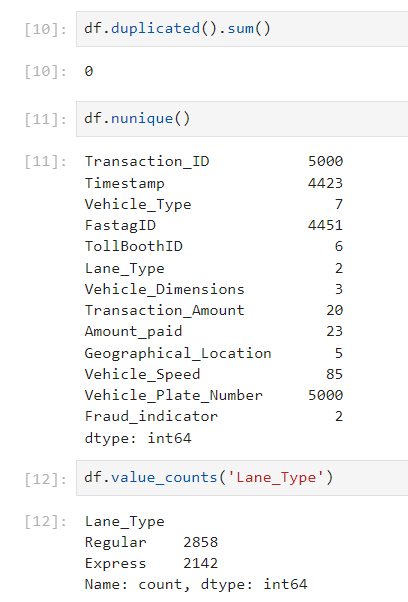 [10]: df.duplicated().sum()
[10]: 0
[11]: df.nunique()
[11]: Transaction_ID 5000
Timestamp 4423
Vehicle_Type 7
FastagID 4451
TollBoothID 6
Lane_Type 2
Vehicle_Dimensions 3
Transaction_Amount 20
Amount_paid 23
Geographical_Location 5
Vehicle_Speed 85
Vehicle_Plate_Number 5000
Fraud_indicator 2
dtype: int64
[12]: df.value_counts('Lane_Type')
[12]: Lane_Type
Regular 2858
Express 2142
Name: count, dtype: int64